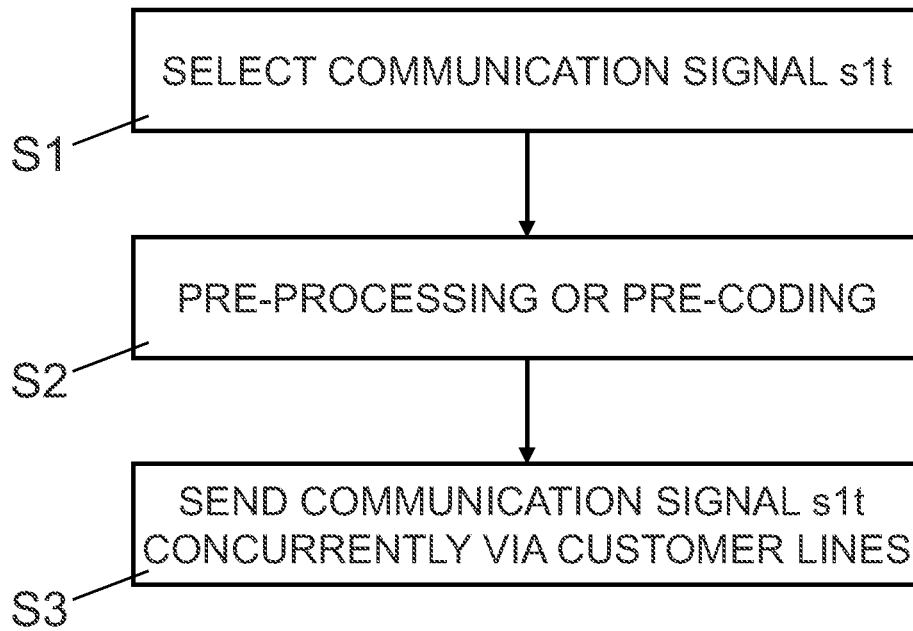 SELECT COMMUNICATION SIGNAL s1t
S1
PRE-PROCESSING OR PRE-CODING
S2
SEND COMMUNICATION SIGNAL s1t
CONCURRENTLY VIA CUSTOMER LINES
S3